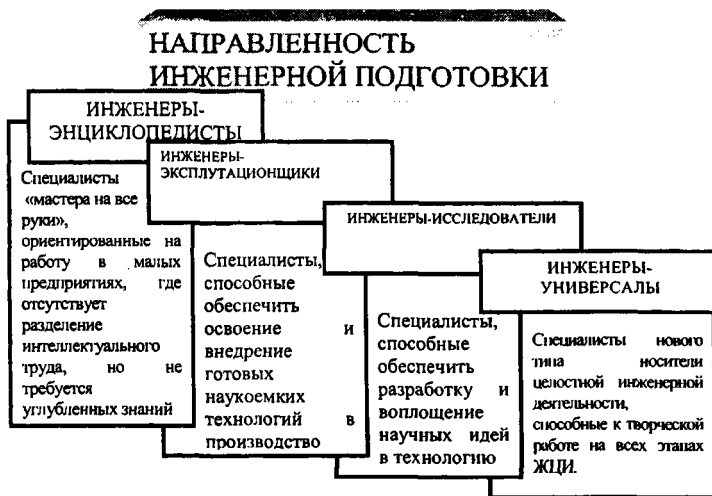 НАПРАВЛЕННОСТЬ
ИНЖЕНЕРНОЙ ПОДГОТОВКИ
ИНЖЕНЕРЫ-
ЭНЦИКЛОПЕДИСТЫ
Специалисты
«мастера на все
руки»,
ориентированные на
работу в малых
предприятиях, где
отсутствует
разделение
интеллектуального
труда, но не
требуется
углубленных знаний
ИНЖЕНЕРЫ-
ЭКСПЛУТАЦИОНЩИКИ
Специалисты,
способные
обеспечить
освоение и
внедрение
готовых
наукоемких
технологий в
производство
ИНЖЕНЕРЫ-ИССЛЕДОВАТЕЛИ
Специалисты,
способные
обеспечить
разработку и
воплощение
научных идей
в технологию
ИНЖЕНЕРЫ-
УНИВЕРСАЛЫ
Специалисты нового
типа носители
целостной инженерной
деятельности,
способные к творческой
работе на всех этапах
ЖЦИ.